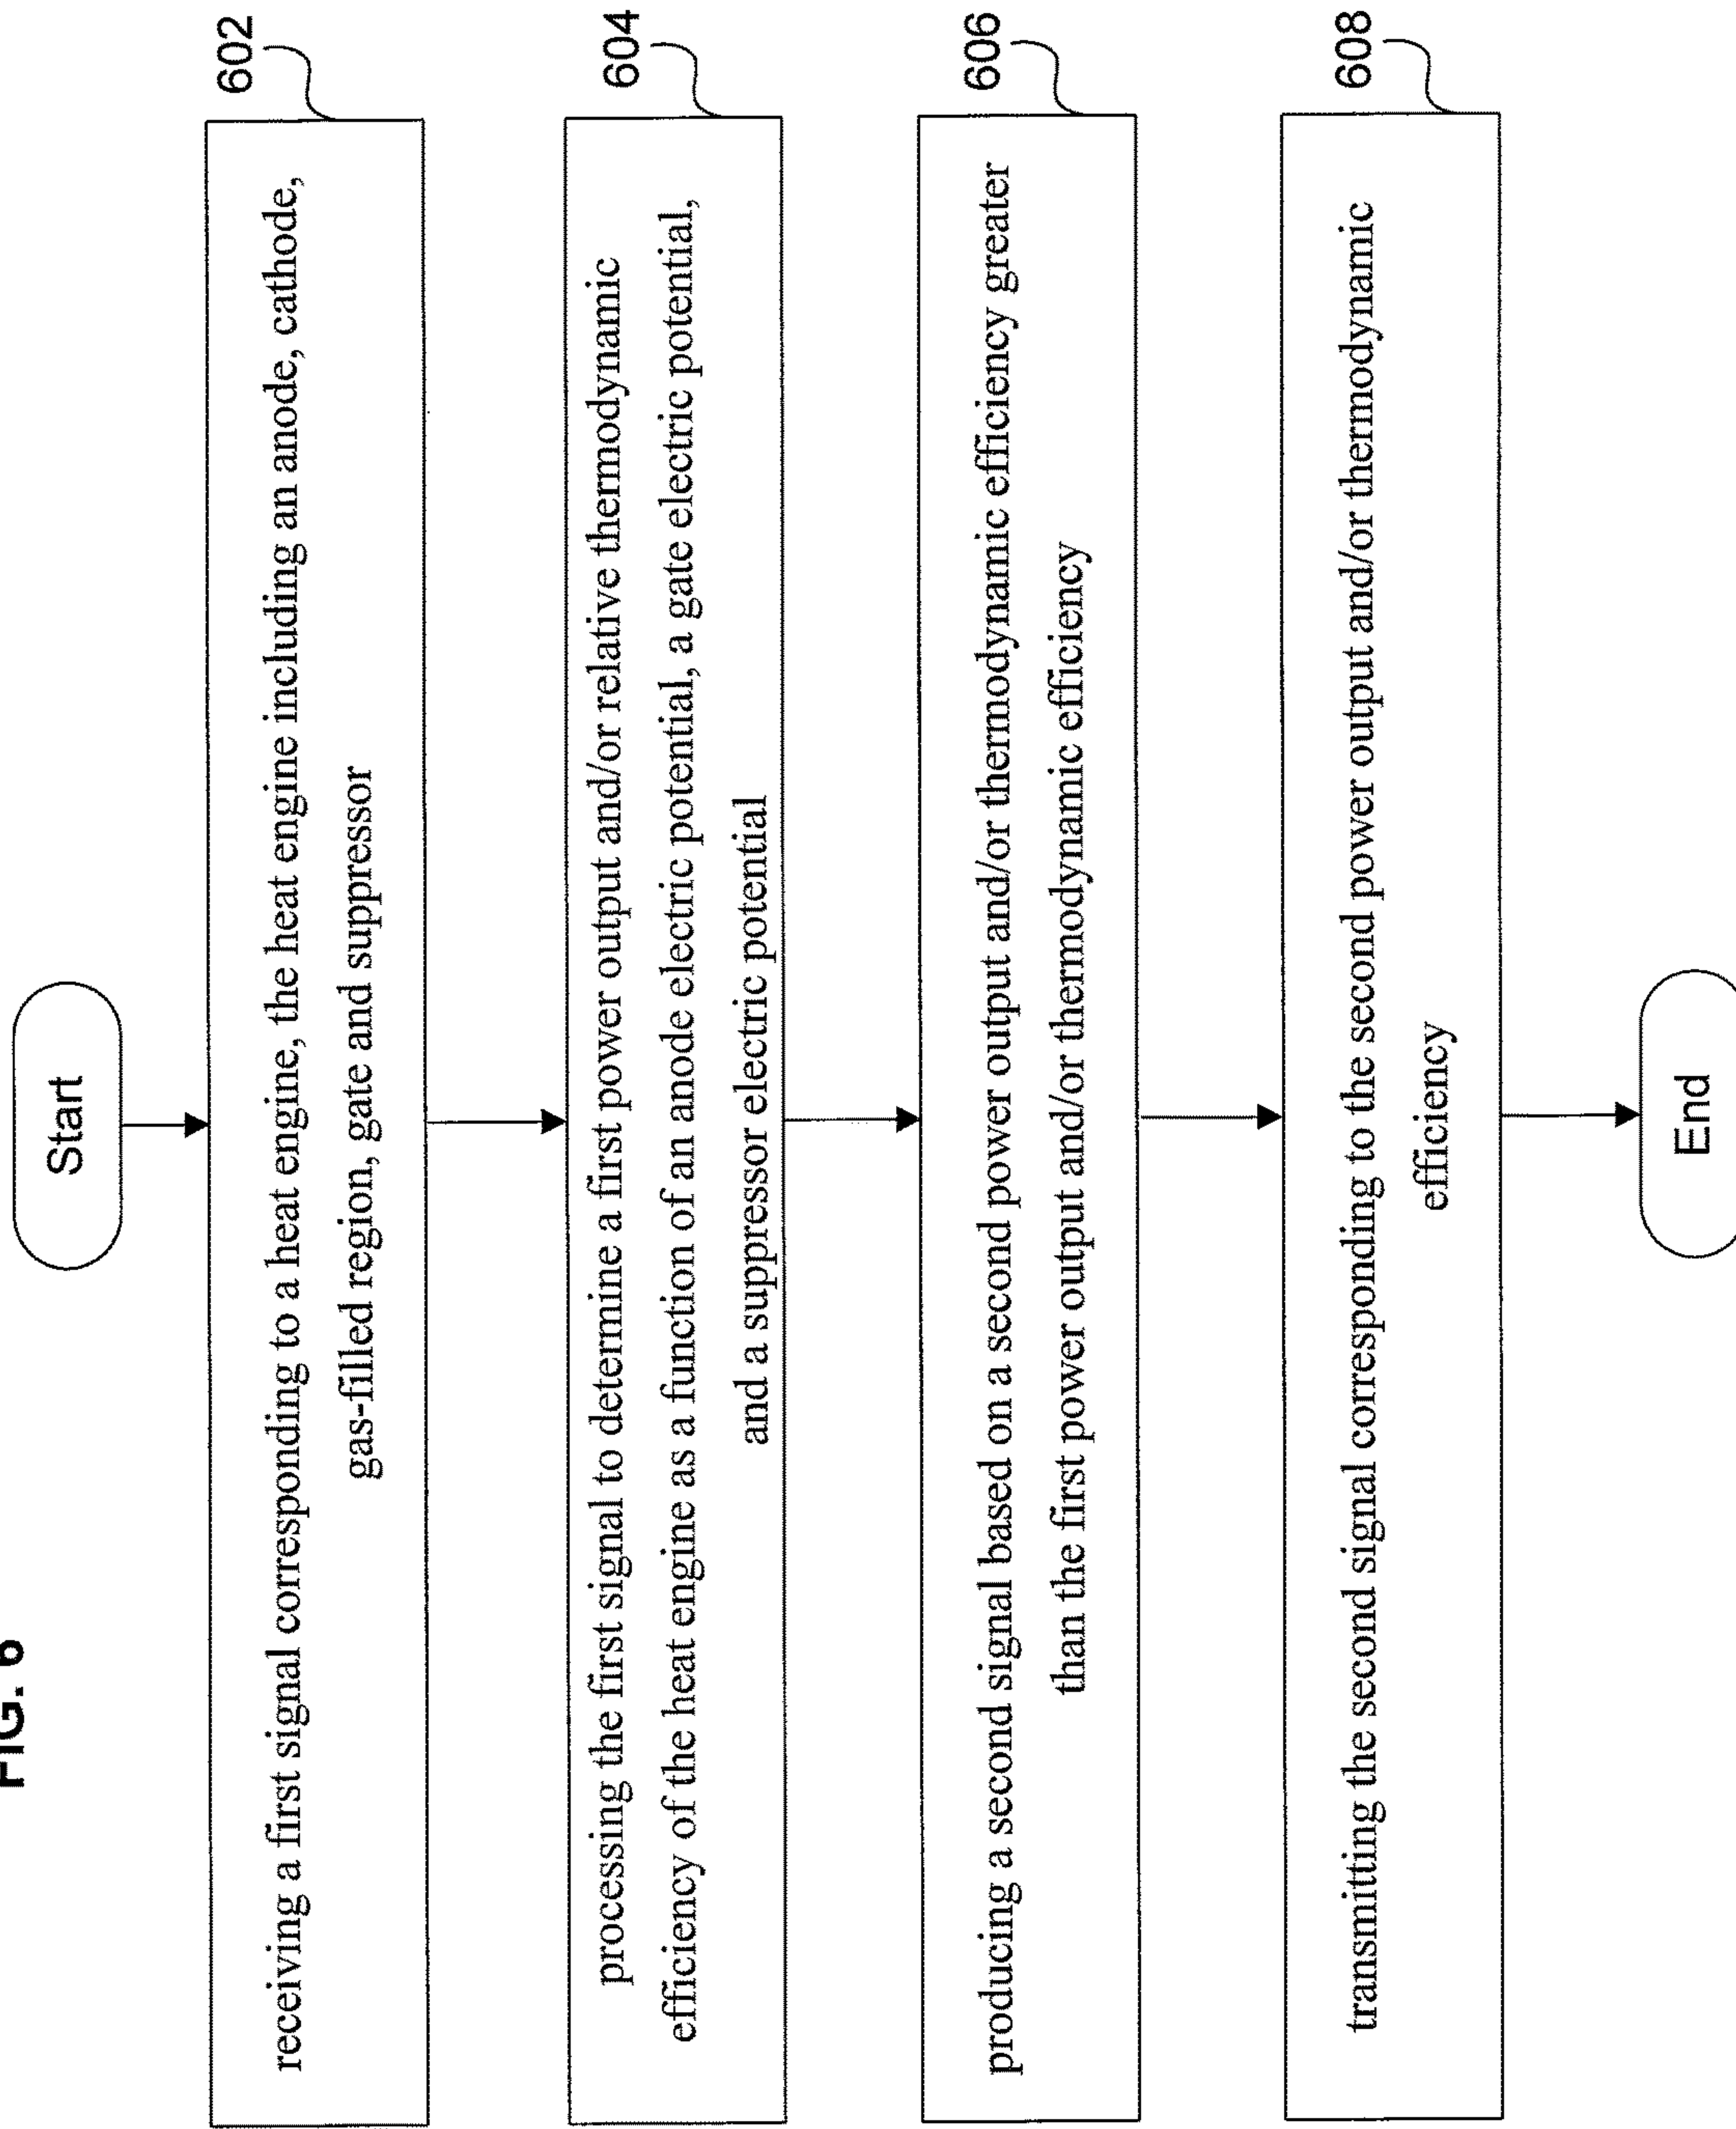 FIG. 6
Start
602
receiving a first signal corresponding to a heat engine, the heat engine including an anode, cathode,
gas-filled region, gate and suppressor
604
processing the first signal to determine a first power output and/or relative thermodynamic
efficiency of the heat engine as a function of an anode electric potential, a gate electric potential,
and a suppressor electric potential
606
producing a second signal based on a second power output and/or thermodynamic efficiency greater
than the first power output and/or thermodynamic efficiency
608
transmitting the second signal corresponding to the second power output and/or thermodynamic
efficiency
End